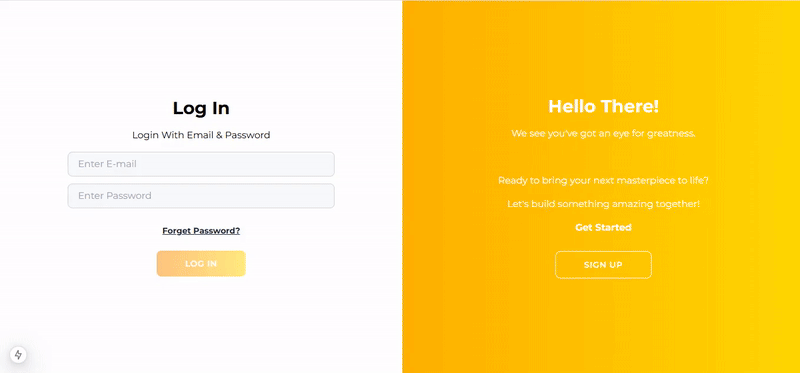 Log In
Login With Email & Password
Enter E-mail
Enter Password
Forget Password?
LOG IN
Hello There!
We see you've got an eye for greatness.
Ready to bring your next masterpiece to life?
Let's build something amazing together!
Get Started
SIGN UP